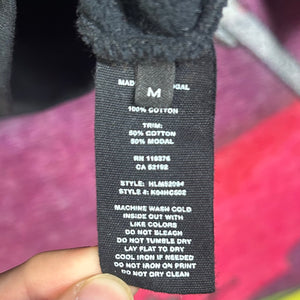 MADE
M
100% COTTON
TRIM:
50% COTTON
50% MODAL
RN 119376
CA 52192
STYLE: HLM52094
STYLE #: K94HC502
MACHINE WASH COLD
INSIDE OUT WITH
LIKE COLORS
DO NOT BLEACH
DO NOT TUMBLE DRY
LAY FLAT TO DRY
COOL IRON IF NEEDED
DO NOT IRON ON PRINT
DO NOT DRY CLEAN